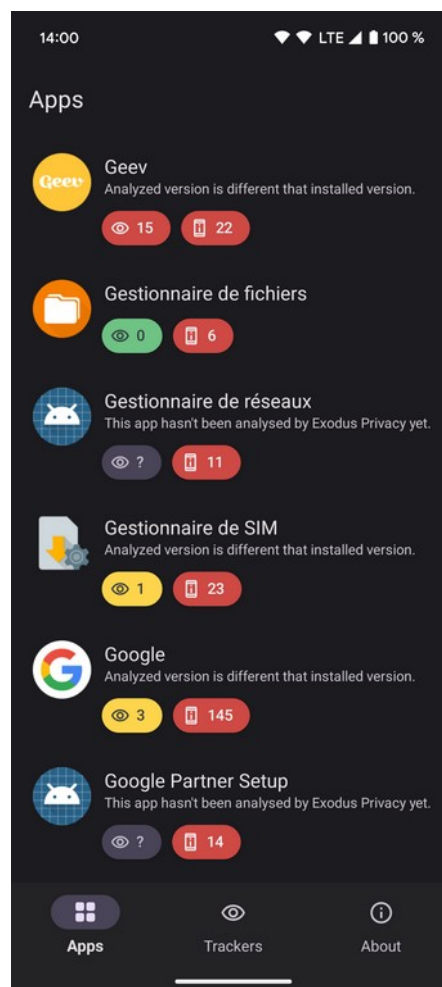 14:00 LTE 100 %
Apps
Geev
Geev
Analyzed version is different that installed version.
15 22
Gestionnaire de fichiers
0 6
Gestionnaire de réseaux
This app hasn't been analysed by Exodus Privacy yet.
? 11
Gestionnaire de SIM
Analyzed version is different that installed version.
1 23
Google
Analyzed version is different that installed version.
3 145
Google Partner Setup
This app hasn't been analysed by Exodus Privacy yet.
? 14
Apps Trackers About